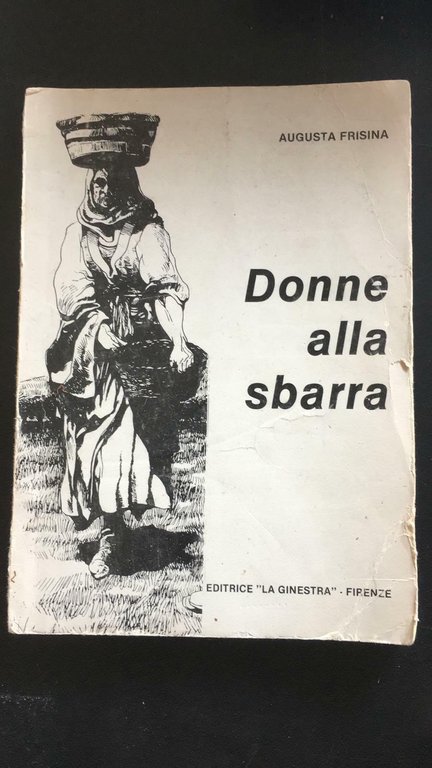 AUGUSTA FRISINA
Donne
alla
sbarra
EDITRICE "LA GINESTRA" - FIRENZE